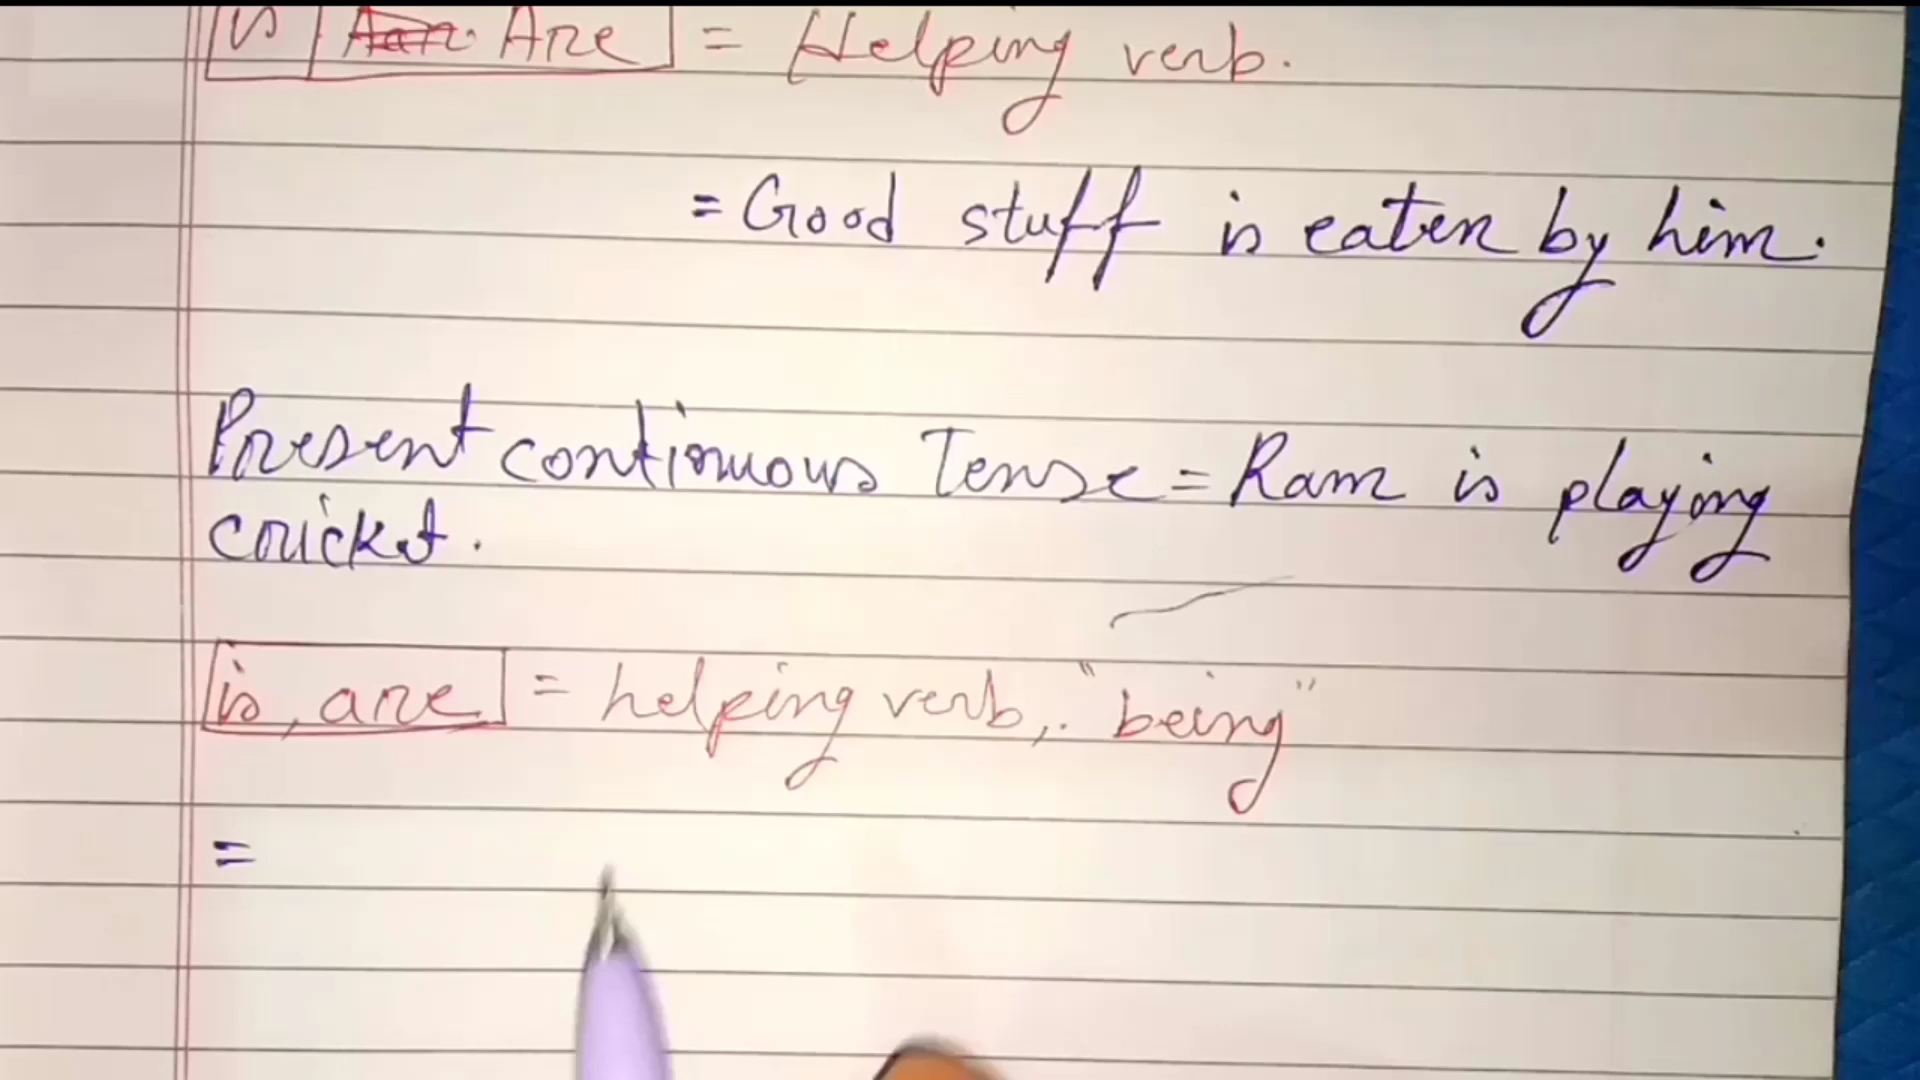 is Are = Helping verb.
= Good stuff is eaten by him.
Present continuous Tense = Ram is playing
cricket.
is, are = helping verb, "being"
=